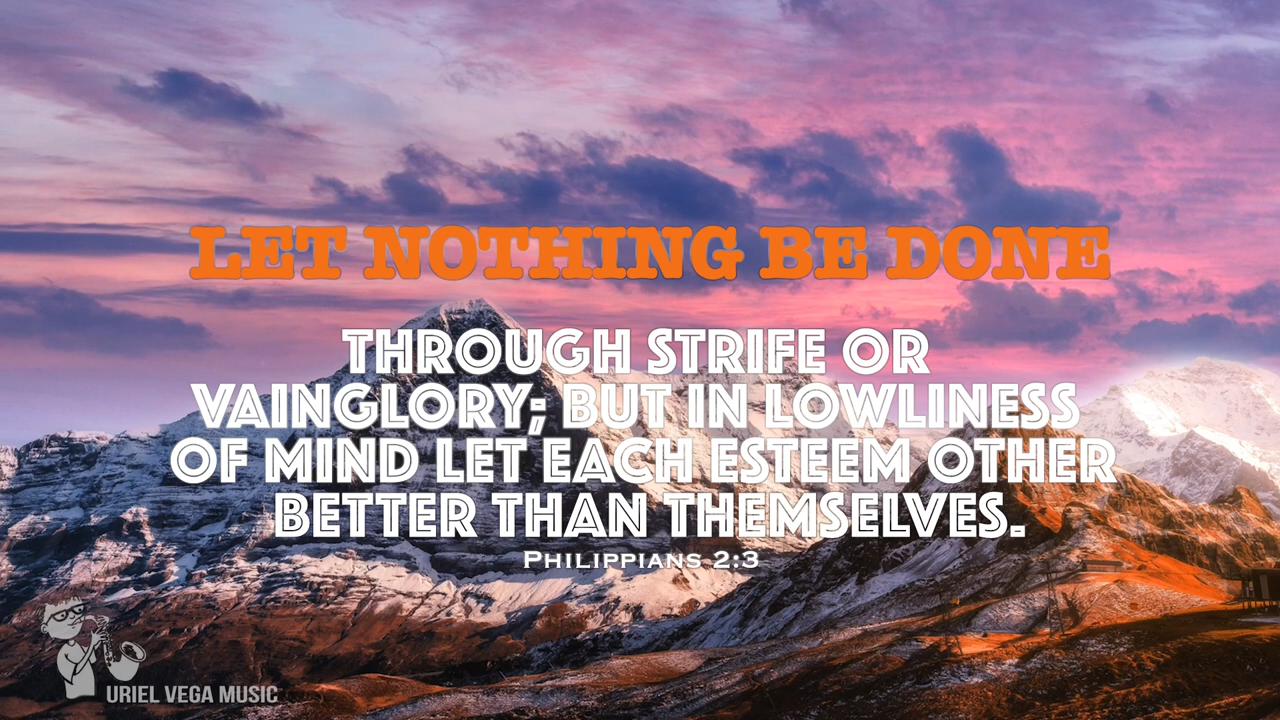 LET NOTHING BE DONE
THROUGH STRIFE OR
VAINGLORY; BUT IN LOWLINESS
OF MIND LET EACH ESTEEM OTHER
BETTER THAN THEMSELVES.
PHILIPPIANS 2:3
URIEL VEGA MUSIC